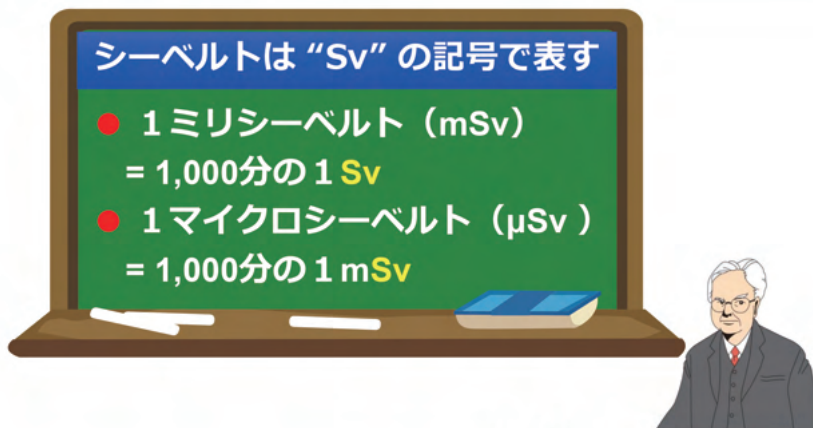 シーベルトは “Sv” の記号で表す
● 1ミリシーベルト（mSv）
= 1,000分の1 Sv
● 1マイクロシーベルト（μSv ）
= 1,000分の1 mSv